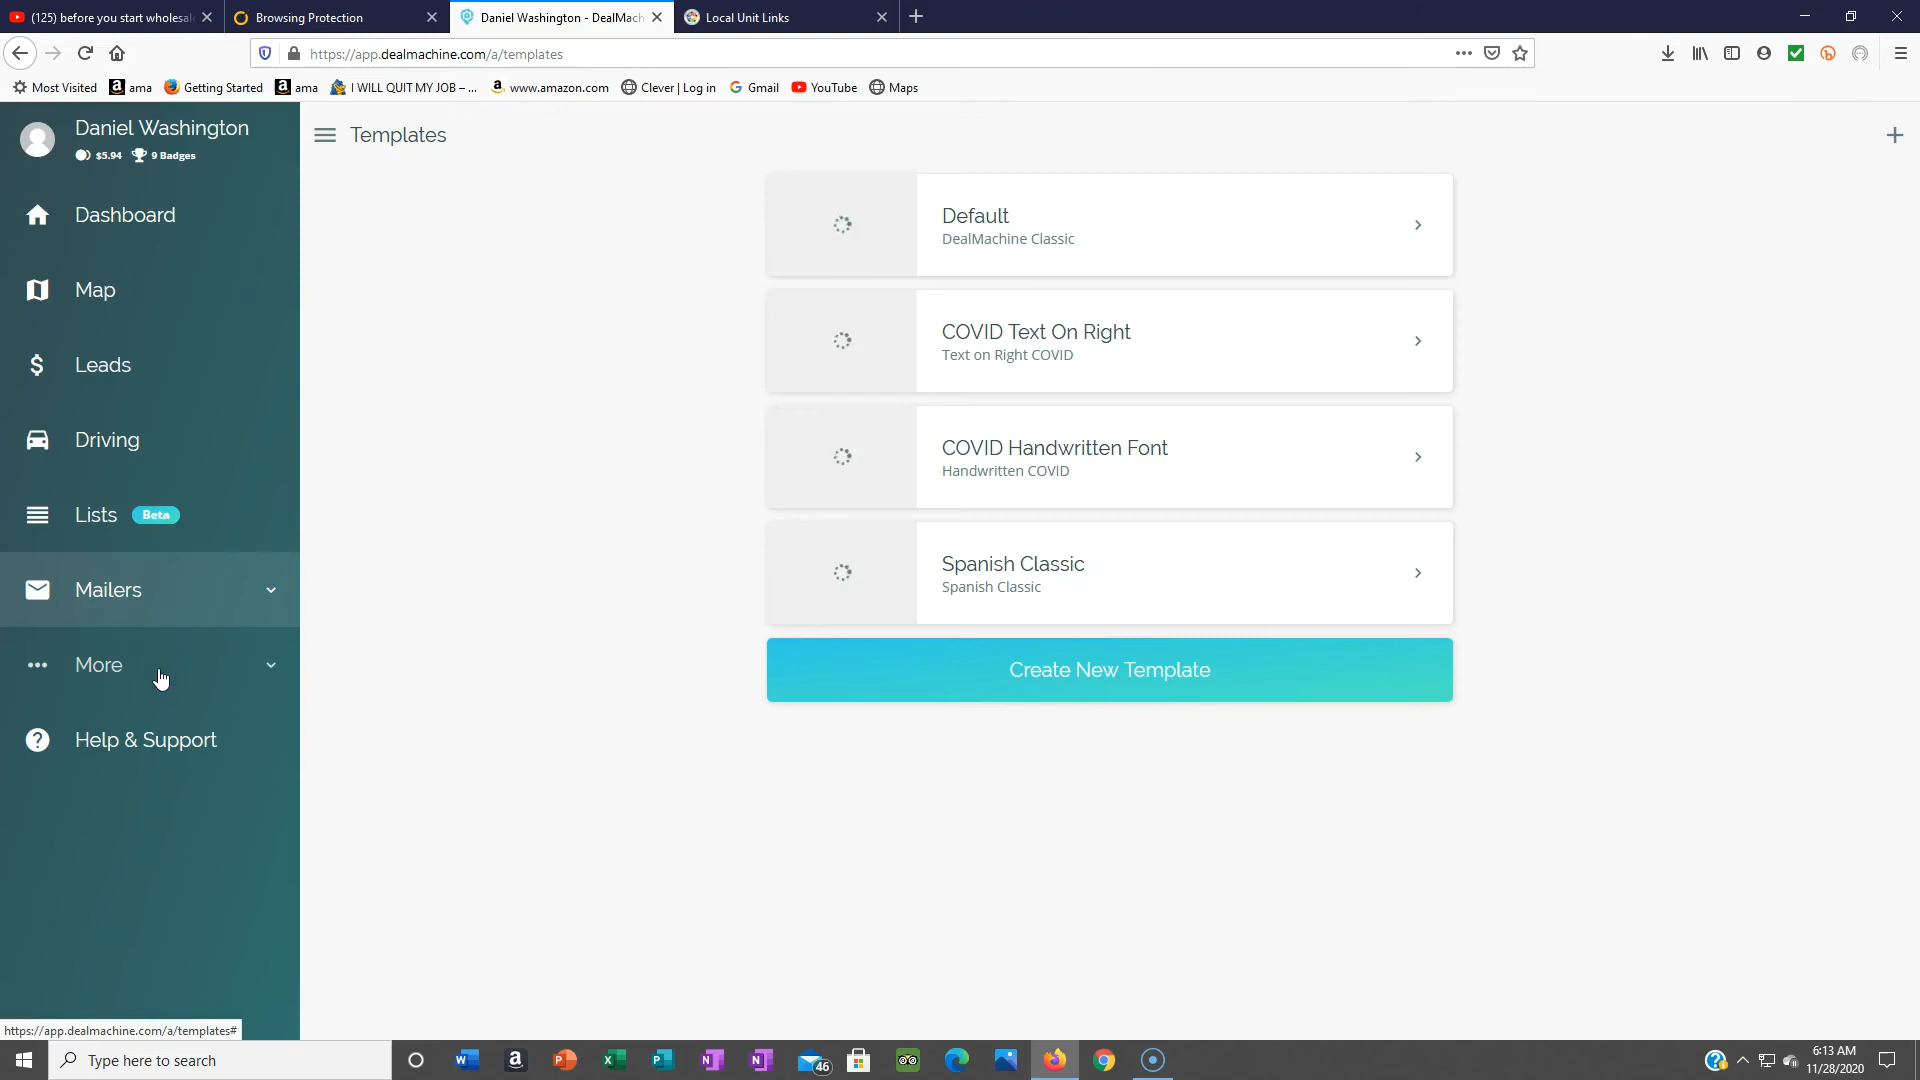 (125) before you start wholesal
Browsing Protection
Daniel Washington - DealMach
Local Unit Links
https://app.dealmachine.com/a/templates
Most Visited
ama
Getting Started
ama
I WILL QUIT MY JOB – ...
www.amazon.com
Clever | Log in
Gmail
YouTube
Maps
Daniel Washington
$5.94 9 Badges
Templates
Dashboard
Map
Leads
Driving
Lists Beta
Mailers
More
Help & Support
Default
DealMachine Classic
COVID Text On Right
Text on Right COVID
COVID Handwritten Font
Handwritten COVID
Spanish Classic
Spanish Classic
Create New Template
https://app.dealmachine.com/a/templates#
Type here to search
46
6:13 AM
11/28/2020